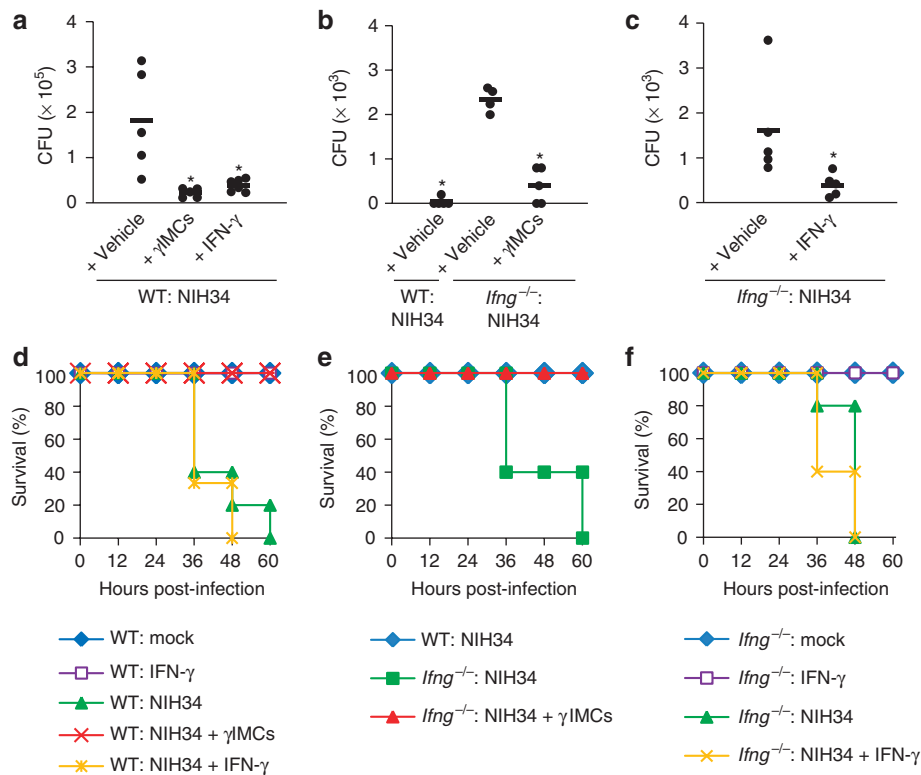 a
CFU (× 10⁵)
4
3
2
1
0
*
*
+ Vehicle
+ γIMCs
+ IFN-γ
WT: NIH34
b
CFU (× 10³)
4
3
2
1
0
*
*
+ Vehicle
+ Vehicle
+ γIMCs
WT: NIH34
Ifng⁻/⁻: NIH34
c
CFU (× 10³)
4
3
2
1
0
*
+ Vehicle
+ IFN-γ
Ifng⁻/⁻: NIH34
d
Survival (%)
100
80
60
40
20
0
0 12 24 36 48 60
Hours post-infection
WT: mock
WT: IFN-γ
WT: NIH34
WT: NIH34 + γIMCs
WT: NIH34 + IFN-γ
e
Survival (%)
100
80
60
40
20
0
0 12 24 36 48 60
Hours post-infection
WT: NIH34
Ifng⁻/⁻: NIH34
Ifng⁻/⁻: NIH34 + γIMCs
f
Survival (%)
100
80
60
40
20
0
0 12 24 36 48 60
Hours post-infection
Ifng⁻/⁻: mock
Ifng⁻/⁻: IFN-γ
Ifng⁻/⁻: NIH34
Ifng⁻/⁻: NIH34 + IFN-γ